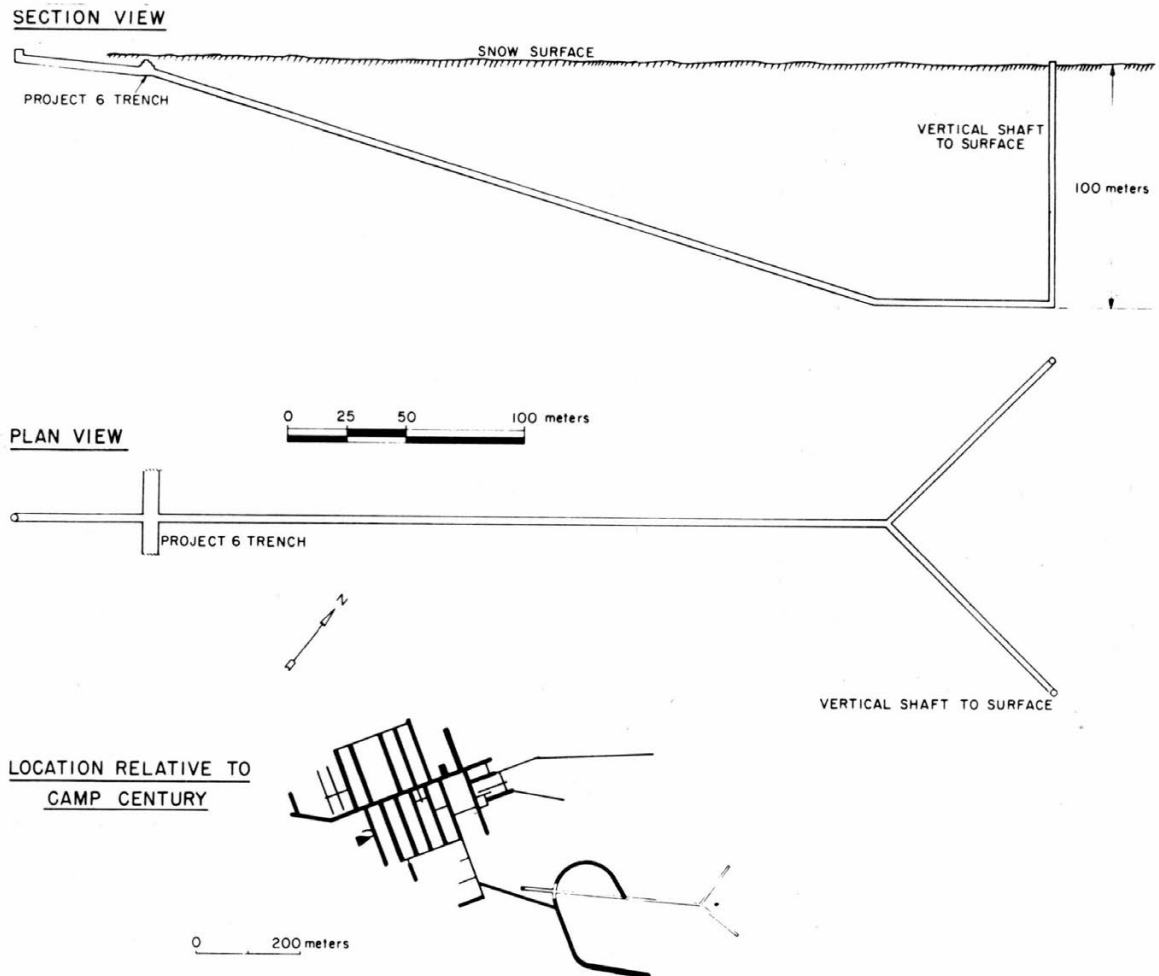 SECTION VIEW
SNOW SURFACE
PROJECT 6 TRENCH
VERTICAL SHAFT
TO SURFACE
100 meters
0 25 50 100 meters
PLAN VIEW
PROJECT 6 TRENCH
N
VERTICAL SHAFT TO SURFACE
LOCATION RELATIVE TO
CAMP CENTURY
0 200 meters